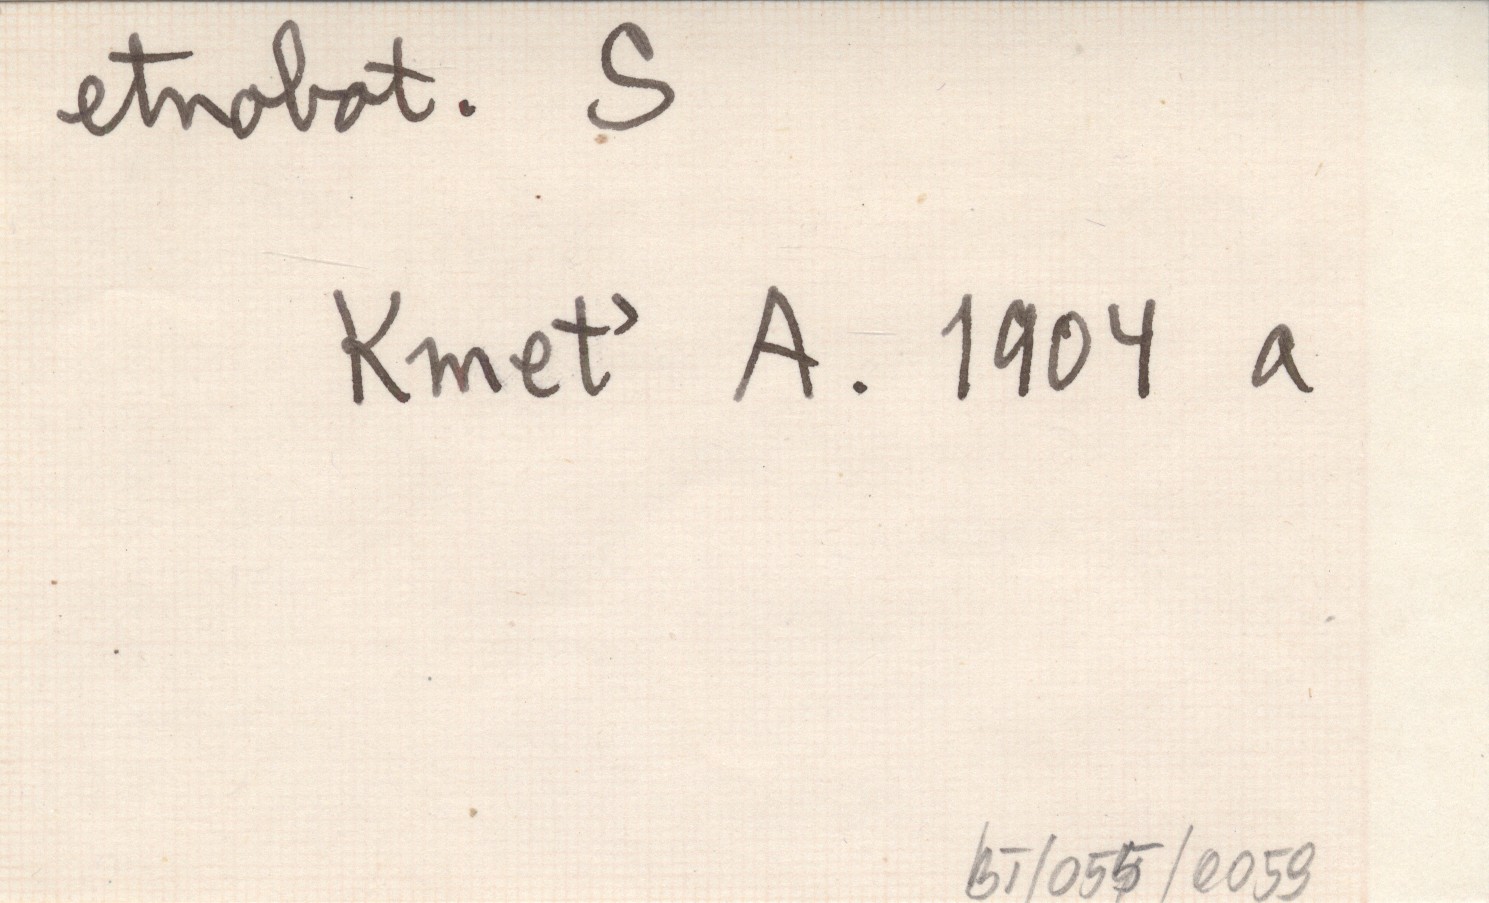 etnobot. S
Kmeť A. 1904 a
BT/055/0059